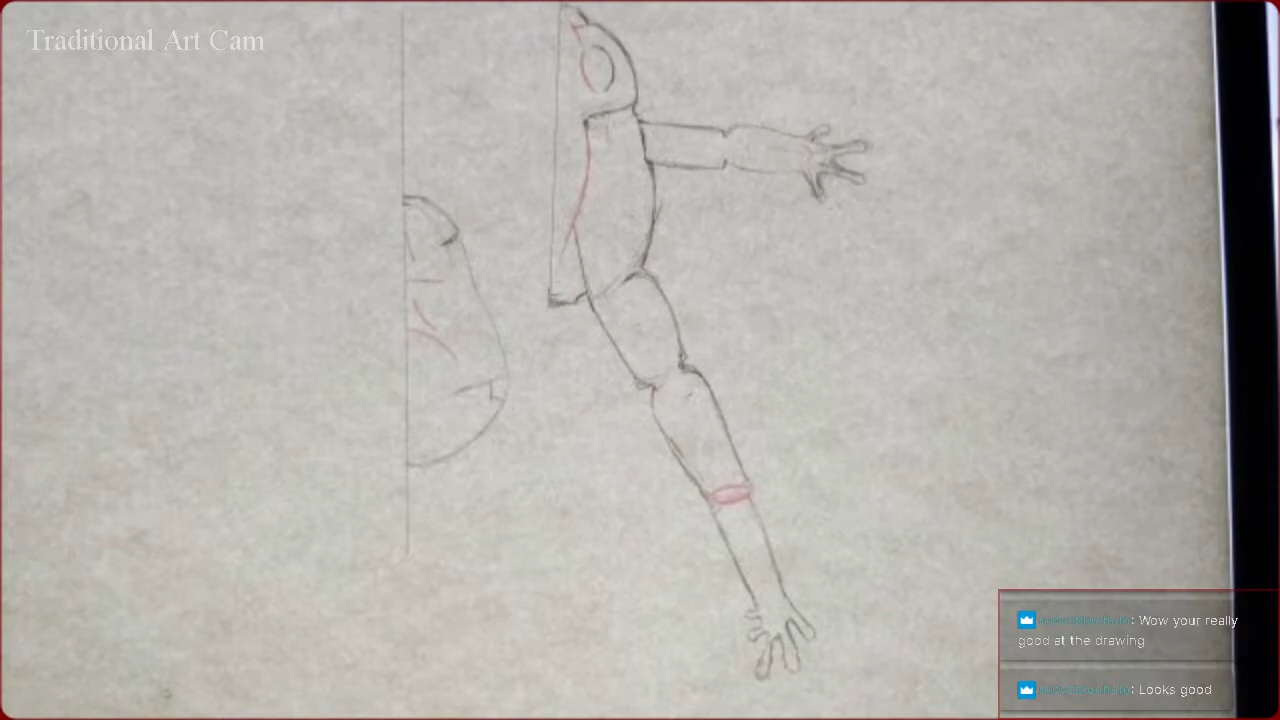 Traditional Art Cam
: Wow your really
good at the drawing
: Looks good